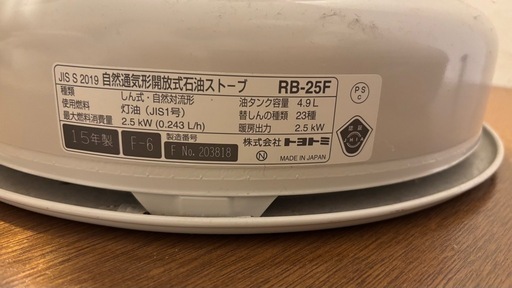 JIS S 2019 自然通気形開放式石油ストーブ RB-25F
種類 しん式・自然対流形 油タンク容量 4.9 L
使用燃料 灯油(JIS1号) 替しんの種類 23種
最大燃料消費量 2.5 kW (0.243 L/h) 暖房出力 2.5 kW
15年製 F-6 製造番号 F No. 203818 株式会社 トヨトミ
N MADE IN JAPAN
PS
C